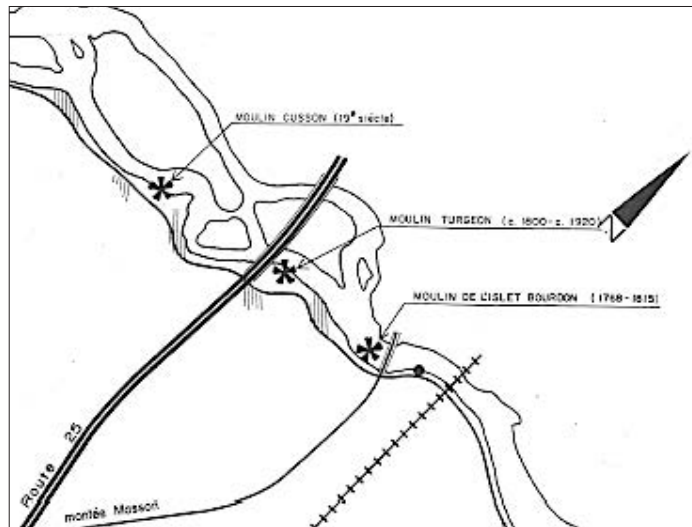 MOULIN CUSSON (19e siècle)
MOULIN TURGEON (c. 1800-c. 1920)
N
MOULIN DE L'ISLET BOURDON (1768-1815)
Route 25
montée Masson